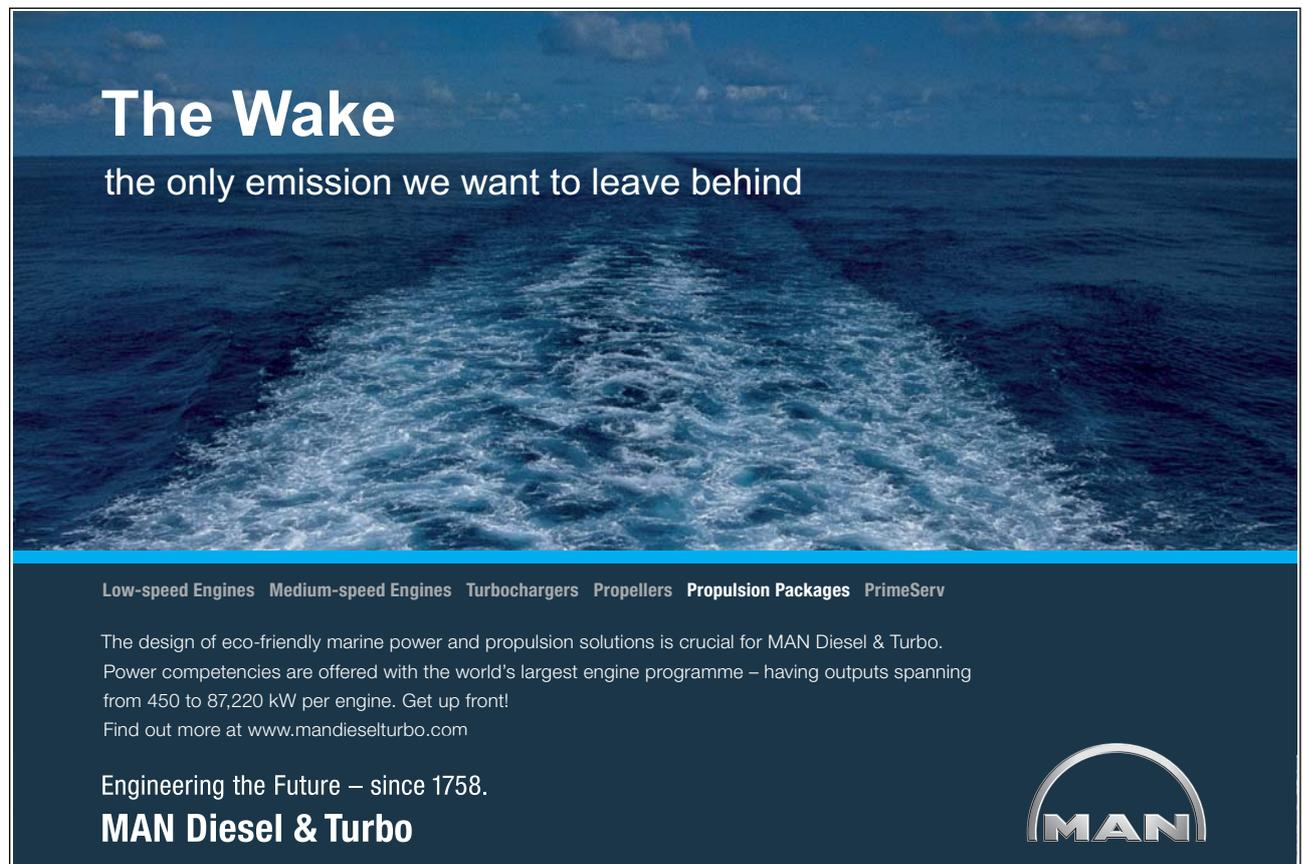 The Wake
the only emission we want to leave behind
Low-speed Engines Medium-speed Engines Turbochargers Propellers Propulsion Packages PrimeServ
The design of eco-friendly marine power and propulsion solutions is crucial for MAN Diesel & Turbo.
Power competencies are offered with the world's largest engine programme – having outputs spanning
from 450 to 87,220 kW per engine. Get up front!
Find out more at www.mandieselturbo.com
Engineering the Future – since 1758.
MAN Diesel & Turbo
MAN